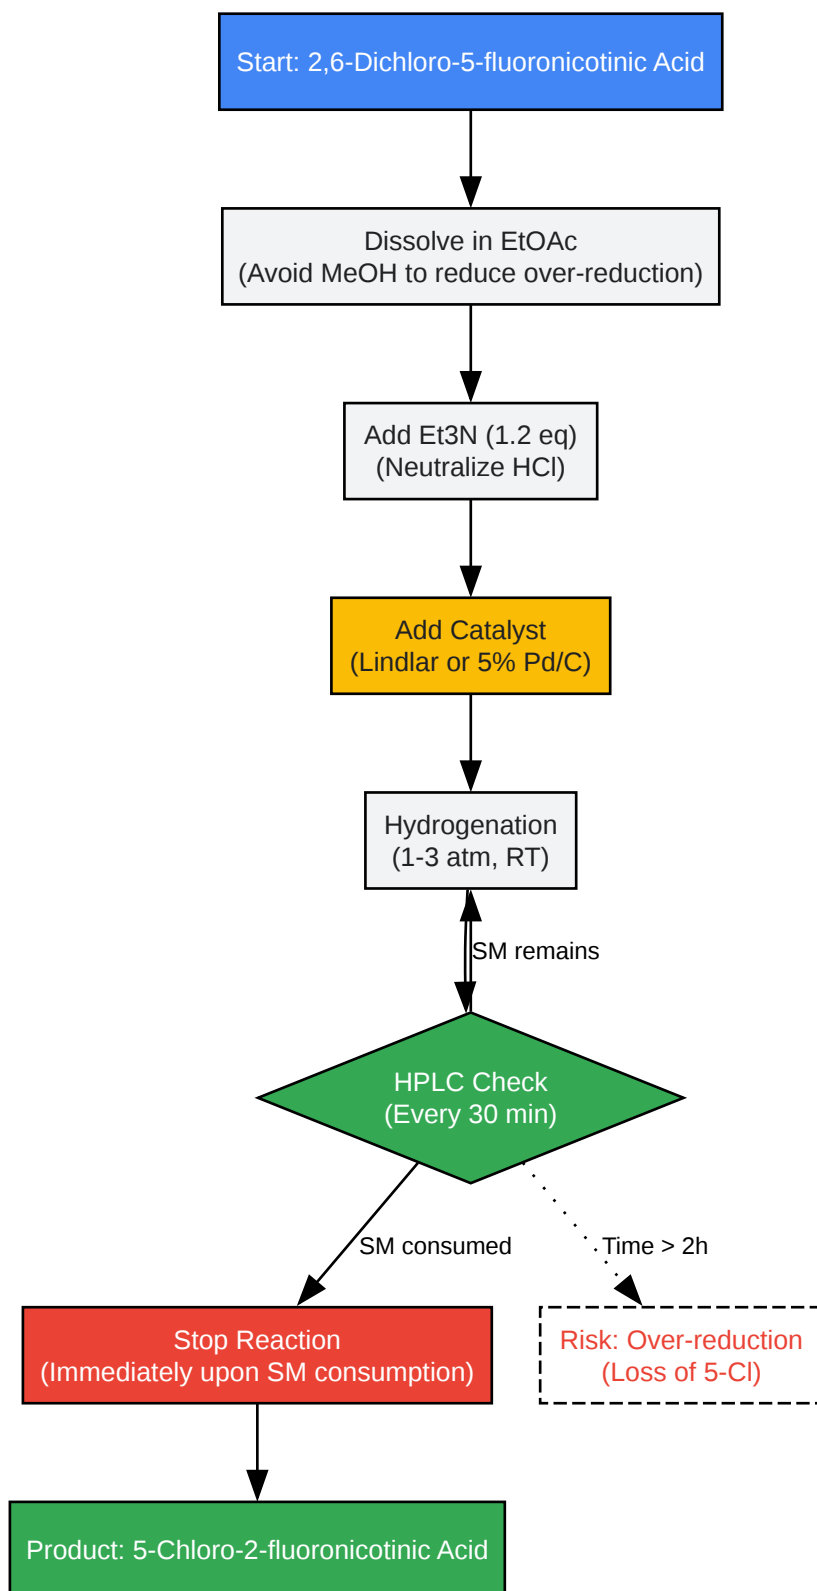 Start: 2,6-Dichloro-5-fluoronicotinic Acid
Dissolve in EtOAc
(Avoid MeOH to reduce over-reduction)
Add Et3N (1.2 eq)
(Neutralize HCl)
Add Catalyst
(Lindlar or 5% Pd/C)
Hydrogenation
(1-3 atm, RT)
SM remains
HPLC Check
(Every 30 min)
SM consumed
Time > 2h
Stop Reaction
(Immediately upon SM consumption)
Risk: Over-reduction
(Loss of 5-Cl)
Product: 5-Chloro-2-fluoronicotinic Acid